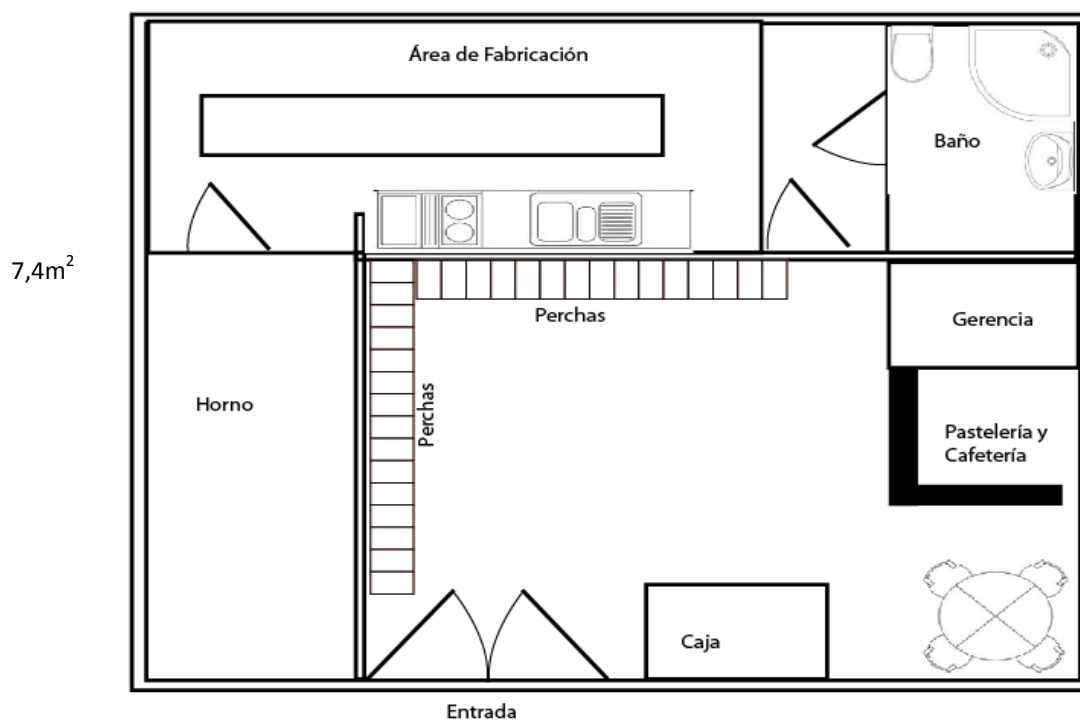 Área de Fabricación
Baño
7,4m²
Perchas
Gerencia
Horno
Perchas
Pastelería y
Cafetería
Caja
Entrada